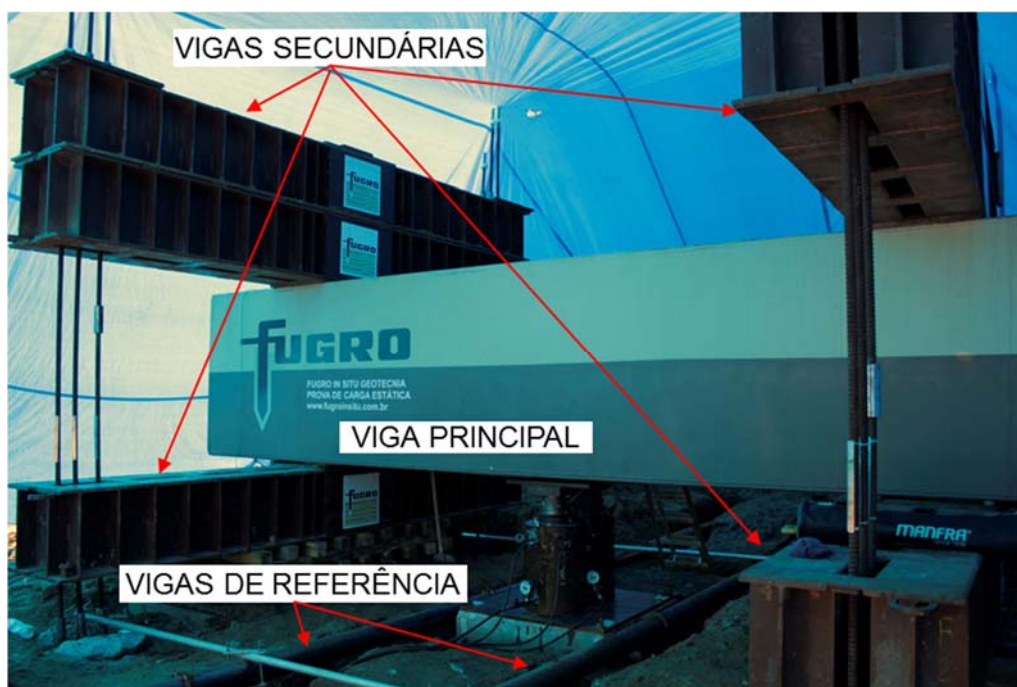 VIGAS SECUNDÁRIAS
fugro
fugro
fugro
FUGRO IN SITU GEOTECNIA
PROVA DE CARGA ESTÁTICA
www.fugroinsitu.com.br
VIGA PRINCIPAL
fugro
MANFRA
VIGAS DE REFERÊNCIA